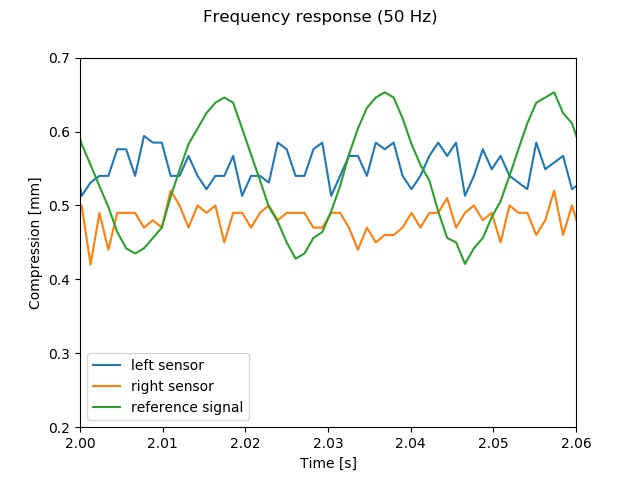 Frequency response (50 Hz)
0.7
0.6
0.5
0.4
0.3
0.2
Compression [mm]
left sensor
right sensor
reference signal
2.00 2.01 2.02 2.03 2.04 2.05 2.06
Time [s]